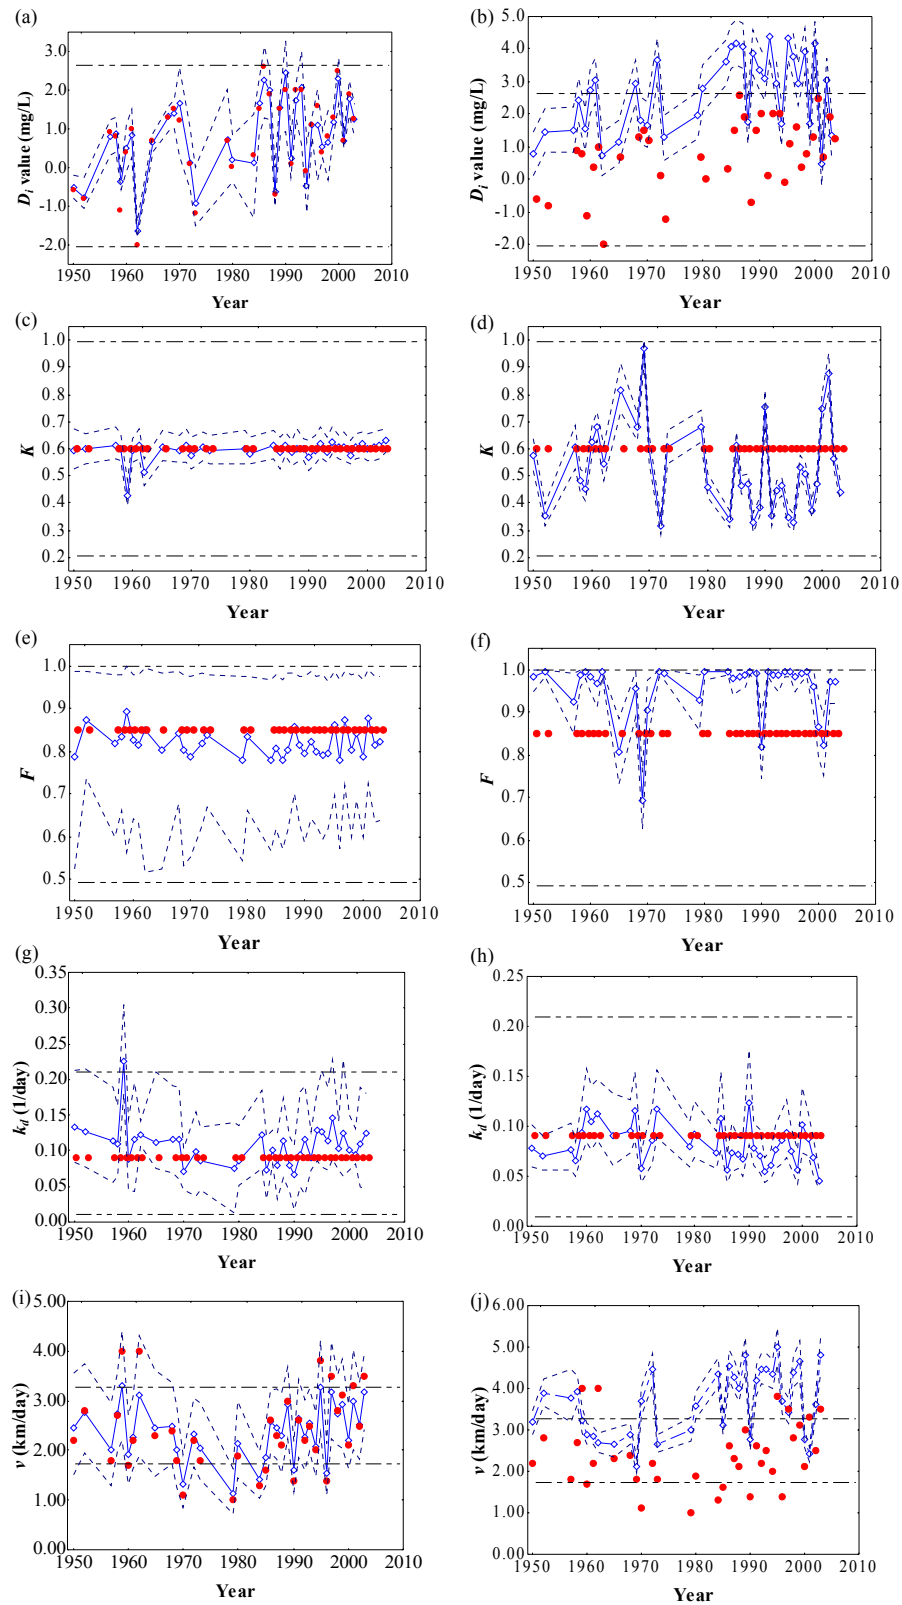 (a)
3.0
2.0
1.0
0.0
-1.0
-2.0
D_i value (mg/L)
1950 1960 1970 1980 1990 2000 2010
Year
(b)
5.0
4.0
3.0
2.0
1.0
0.0
-1.0
-2.0
D_i value (mg/L)
1950 1960 1970 1980 1990 2000 2010
Year
(c)
1.0
0.9
0.8
0.7
0.6
0.5
0.4
0.3
0.2
K
1950 1960 1970 1980 1990 2000 2010
Year
(d)
1.0
0.9
0.8
0.7
0.6
0.5
0.4
0.3
0.2
K
1950 1960 1970 1980 1990 2000 2010
Year
(e)
1.0
0.9
0.8
0.7
0.6
0.5
F
1950 1960 1970 1980 1990 2000 2010
Year
(f)
1.0
0.9
0.8
0.7
0.6
0.5
F
1950 1960 1970 1980 1990 2000 2010
Year
(g)
0.35
0.30
0.25
0.20
0.15
0.10
0.05
0.00
k_d (1/day)
1950 1960 1970 1980 1990 2000 2010
Year
(h)
0.25
0.20
0.15
0.10
0.05
0.00
k_d (1/day)
1950 1960 1970 1980 1990 2000 2010
Year
(i)
5.00
4.00
3.00
2.00
1.00
0.00
v (km/day)
1950 1960 1970 1980 1990 2000 2010
Year
(j)
6.00
5.00
4.00
3.00
2.00
1.00
0.00
v (km/day)
1950 1960 1970 1980 1990 2000 2010
Year